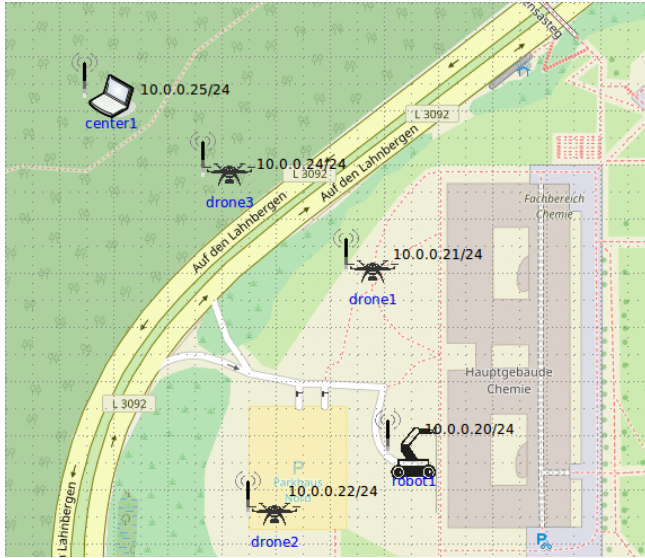 ensasteg
10.0.0.25/24
center1
L 3092
10.0.0.24/24
L 3092
Auf den Lahnbergen
drone3
Auf den Lahnbergen
Fachbereich
Chemie
10.0.0.21/24
drone1
Hauptgebäude
Chemie
L 3092
10.0.0.20/24
P
Parkhaus
Nord
robot1
10.0.0.22/24
Lahnbergen
drone2
P